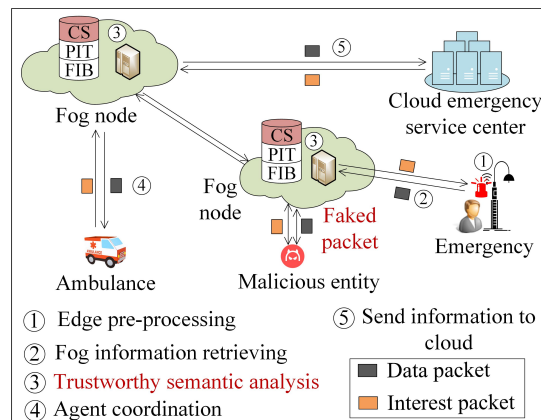 CS
③
PIT
FIB
Fog node
⑤
Cloud emergency
service center
④
Ambulance
CS
③
PIT
FIB
Fog
node
①
②
Emergency
Faked
packet
Malicious entity
① Edge pre-processing
② Fog information retrieving
③ Trustworthy semantic analysis
④ Agent coordination
⑤ Send information to
cloud
Data packet
Interest packet